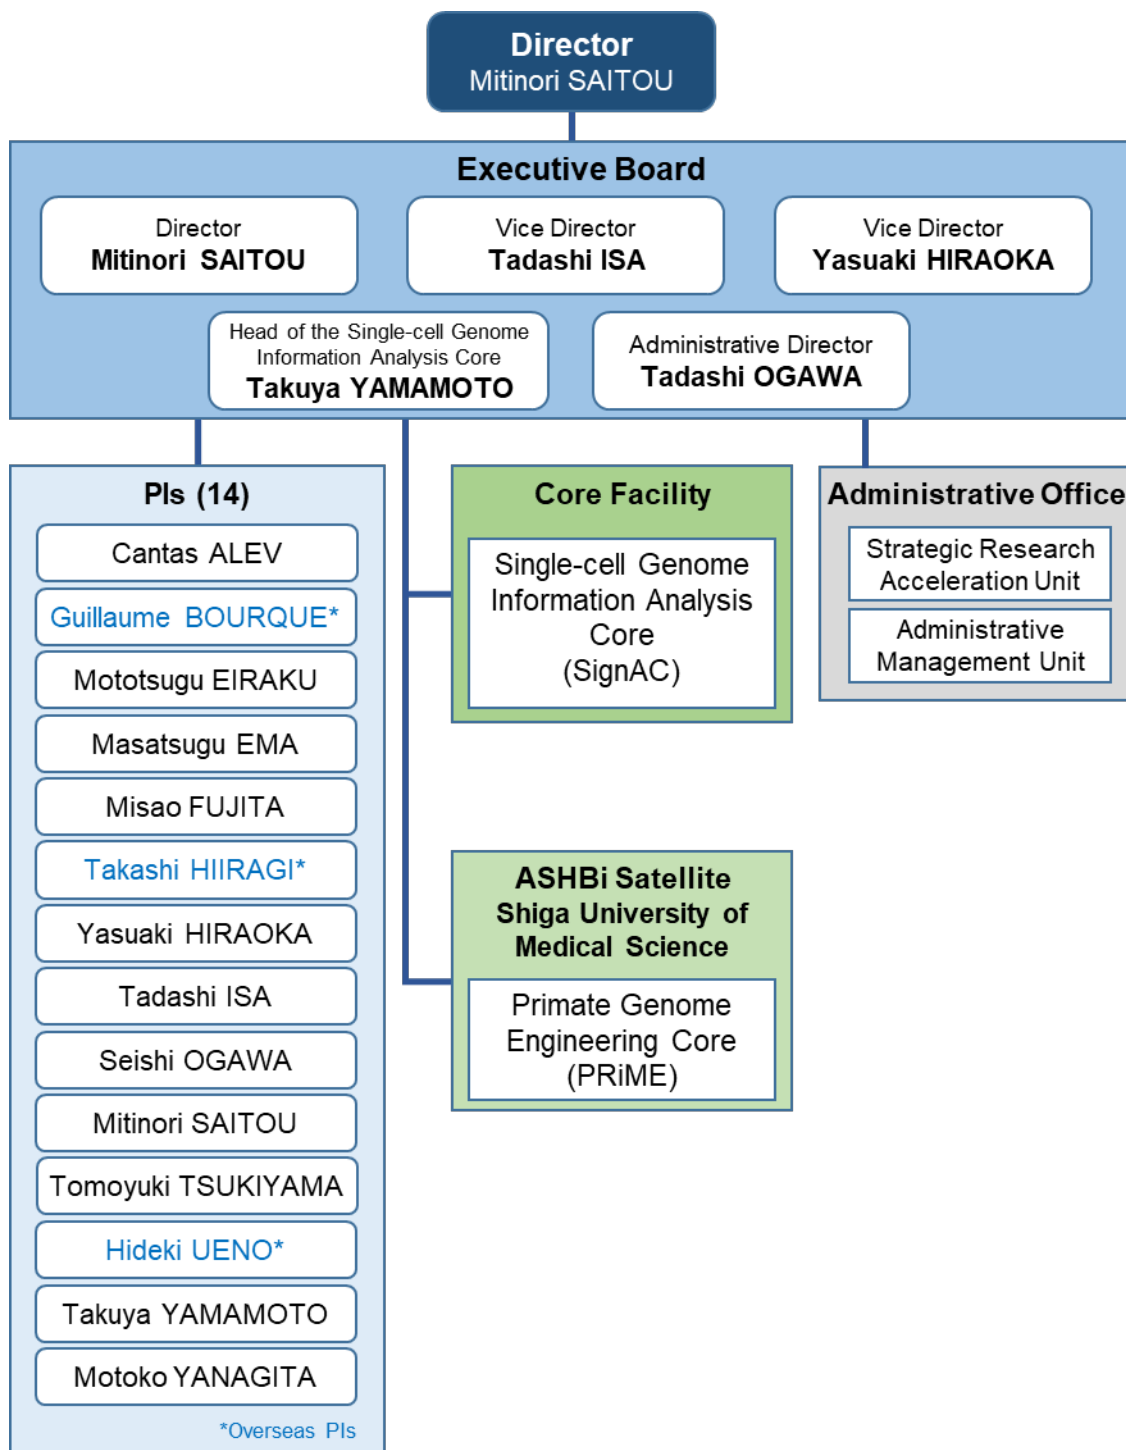 Director
Mitinori SAITOU
Executive Board
Director
Mitinori SAITOU
Vice Director
Tadashi ISA
Vice Director
Yasuaki HIRAOKA
Head of the Single-cell Genome
Information Analysis Core
Takuya YAMAMOTO
Administrative Director
Tadashi OGAWA
PIs (14)
Cantas ALEV
Guillaume BOURQUE*
Mototsugu EIRAKU
Masatsugu EMA
Misao FUJITA
Takashi HIIRAGI*
Yasuaki HIRAOKA
Tadashi ISA
Seishi OGAWA
Mitinori SAITOU
Tomoyuki TSUKIYAMA
Hideki UENO*
Takuya YAMAMOTO
Motoko YANAGITA
*Overseas PIs
Core Facility
Single-cell Genome
Information Analysis
Core
(SignAC)
ASHBi Satellite
Shiga University of
Medical Science
Primate Genome
Engineering Core
(PRiME)
Administrative Office
Strategic Research
Acceleration Unit
Administrative
Management Unit